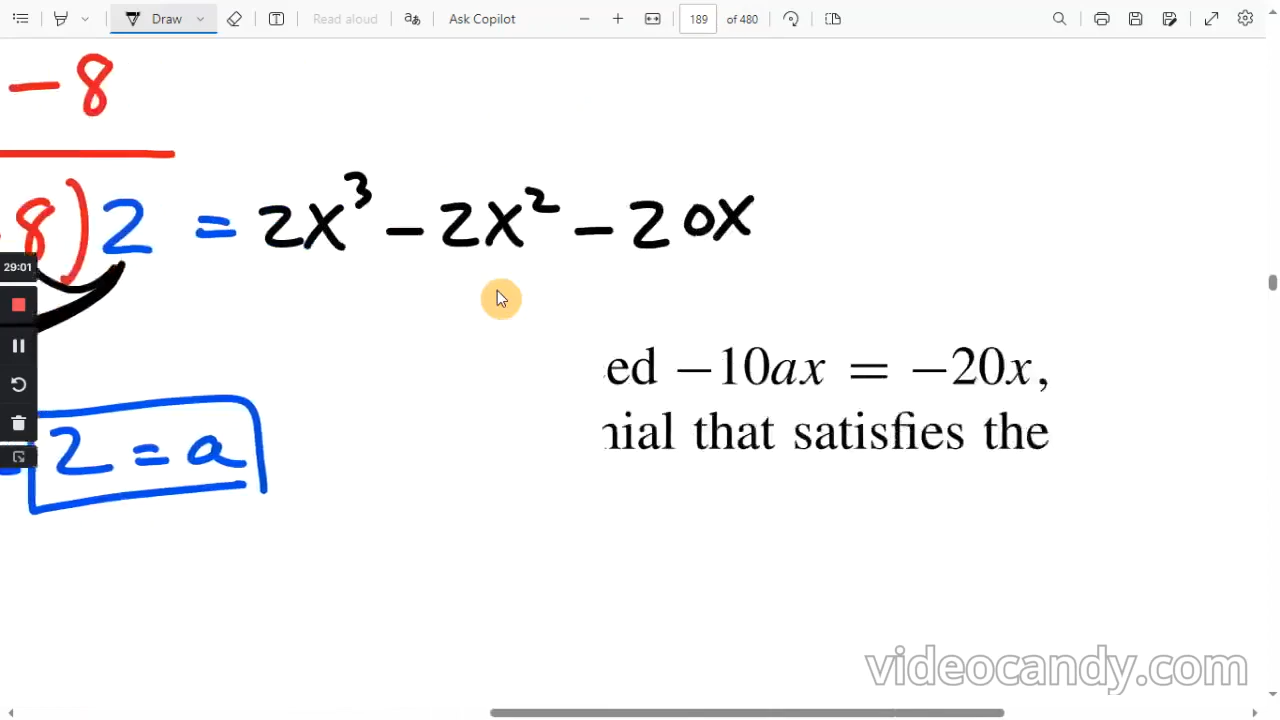 Draw Read aloud Ask Copilot 189 of 480
- 8
8) 2 = 2x³ - 2x² - 20x
29:01
ed −10ax = −20x,
nial that satisfies the
2 = a
videocandy.com